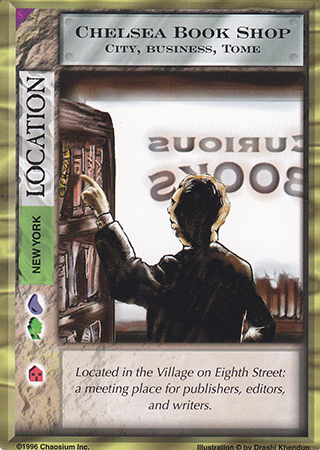 CHELSEA BOOK SHOP
CITY, BUSINESS, TOME
LOCATION
NEW YORK
CURIOUS
BOOKS
Located in the Village on Eighth Street:
a meeting place for publishers, editors,
and writers.
©1996 Chaosium Inc.
Illustration © by Drashi Khendup